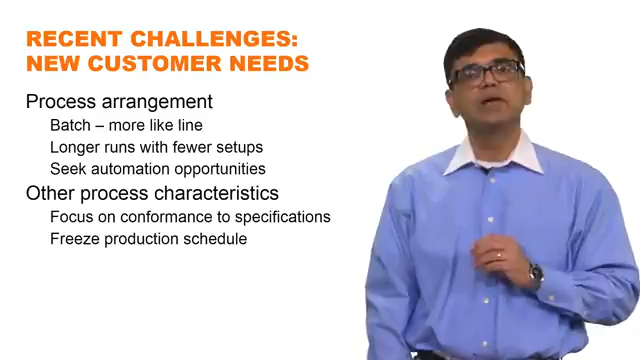 RECENT CHALLENGES:
NEW CUSTOMER NEEDS
Process arrangement
Batch – more like line
Longer runs with fewer setups
Seek automation opportunities
Other process characteristics
Focus on conformance to specifications
Freeze production schedule